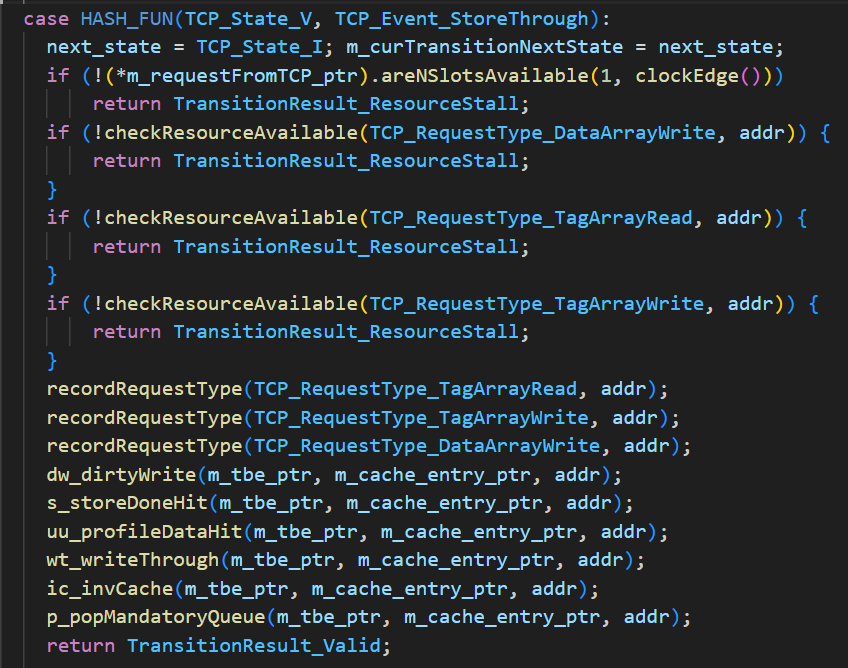 case HASH_FUN(TCP_State_V, TCP_Event_StoreThrough):
next_state = TCP_State_I; m_curTransitionNextState = next_state;
if (!(*m_requestFromTCP_ptr).areNSlotsAvailable(1, clockEdge()))
return TransitionResult_ResourceStall;
if (!checkResourceAvailable(TCP_RequestType_DataArrayWrite, addr)) {
return TransitionResult_ResourceStall;
}
if (!checkResourceAvailable(TCP_RequestType_TagArrayRead, addr)) {
return TransitionResult_ResourceStall;
}
if (!checkResourceAvailable(TCP_RequestType_TagArrayWrite, addr)) {
return TransitionResult_ResourceStall;
}
recordRequestType(TCP_RequestType_TagArrayRead, addr);
recordRequestType(TCP_RequestType_TagArrayWrite, addr);
recordRequestType(TCP_RequestType_DataArrayWrite, addr);
dw_dirtyWrite(m_tbe_ptr, m_cache_entry_ptr, addr);
s_storeDoneHit(m_tbe_ptr, m_cache_entry_ptr, addr);
uu_profileDataHit(m_tbe_ptr, m_cache_entry_ptr, addr);
wt_writeThrough(m_tbe_ptr, m_cache_entry_ptr, addr);
ic_invCache(m_tbe_ptr, m_cache_entry_ptr, addr);
p_popMandatoryQueue(m_tbe_ptr, m_cache_entry_ptr, addr);
return TransitionResult_Valid;